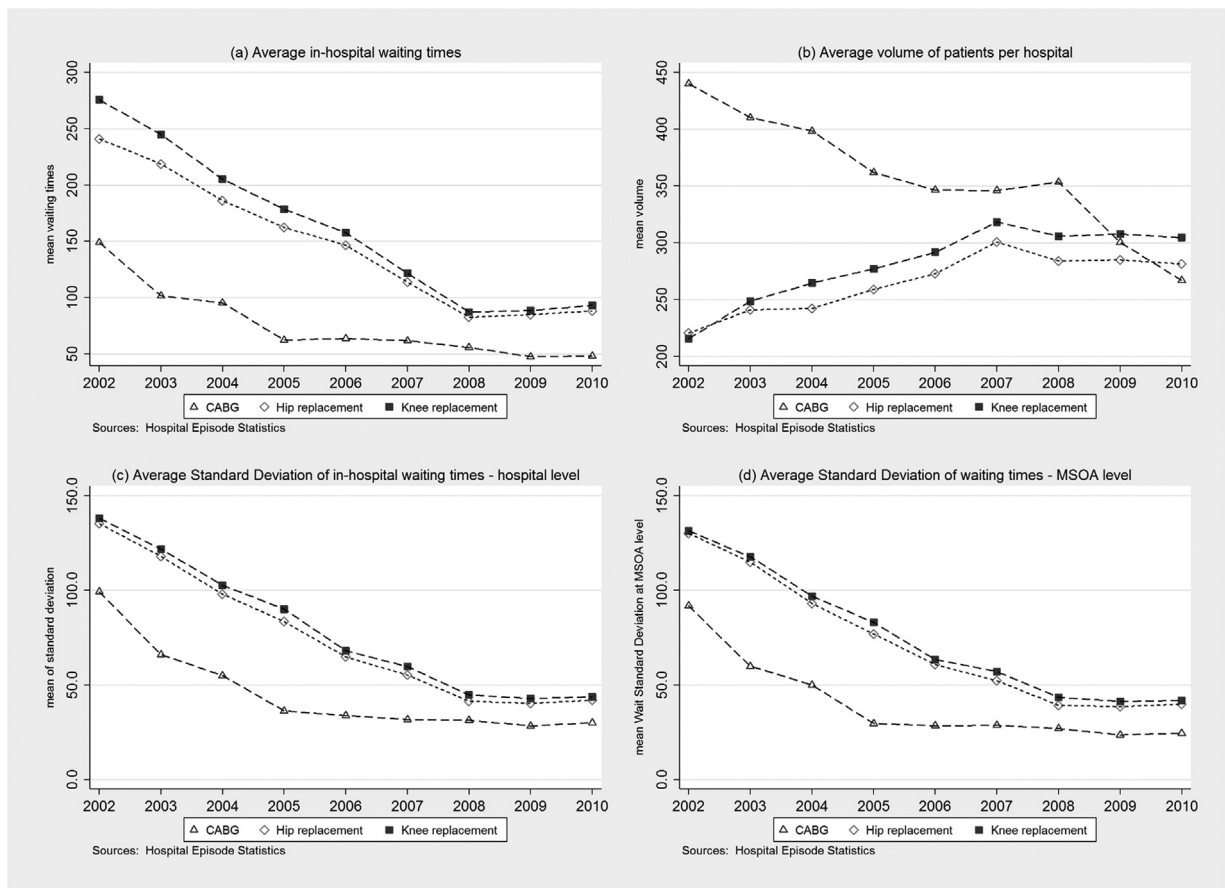 (a) Average in-hospital waiting times
300
250
200
150
100
50
mean waiting times
2002 2003 2004 2005 2006 2007 2008 2009 2010
CABG Hip replacement Knee replacement
Sources: Hospital Episode Statistics
(b) Average volume of patients per hospital
450
400
350
300
250
200
mean volume
2002 2003 2004 2005 2006 2007 2008 2009 2010
CABG Hip replacement Knee replacement
Sources: Hospital Episode Statistics
(c) Average Standard Deviation of in-hospital waiting times - hospital level
150.0
100.0
50.0
0.0
mean of standard deviation
2002 2003 2004 2005 2006 2007 2008 2009 2010
CABG Hip replacement Knee replacement
Sources: Hospital Episode Statistics
(d) Average Standard Deviation of waiting times - MSOA level
150.0
100.0
50.0
0.0
mean Wait Standard Deviation at MSOA level
2002 2003 2004 2005 2006 2007 2008 2009 2010
CABG Hip replacement Knee replacement
Sources: Hospital Episode Statistics